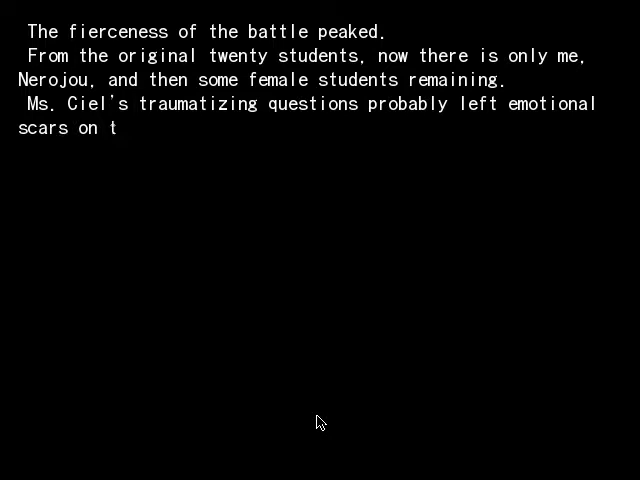 The fierceness of the battle peaked.
From the original twenty students, now there is only me,
Nerojou, and then some female students remaining.
Ms. Ciel's traumatizing questions probably left emotional
scars on t